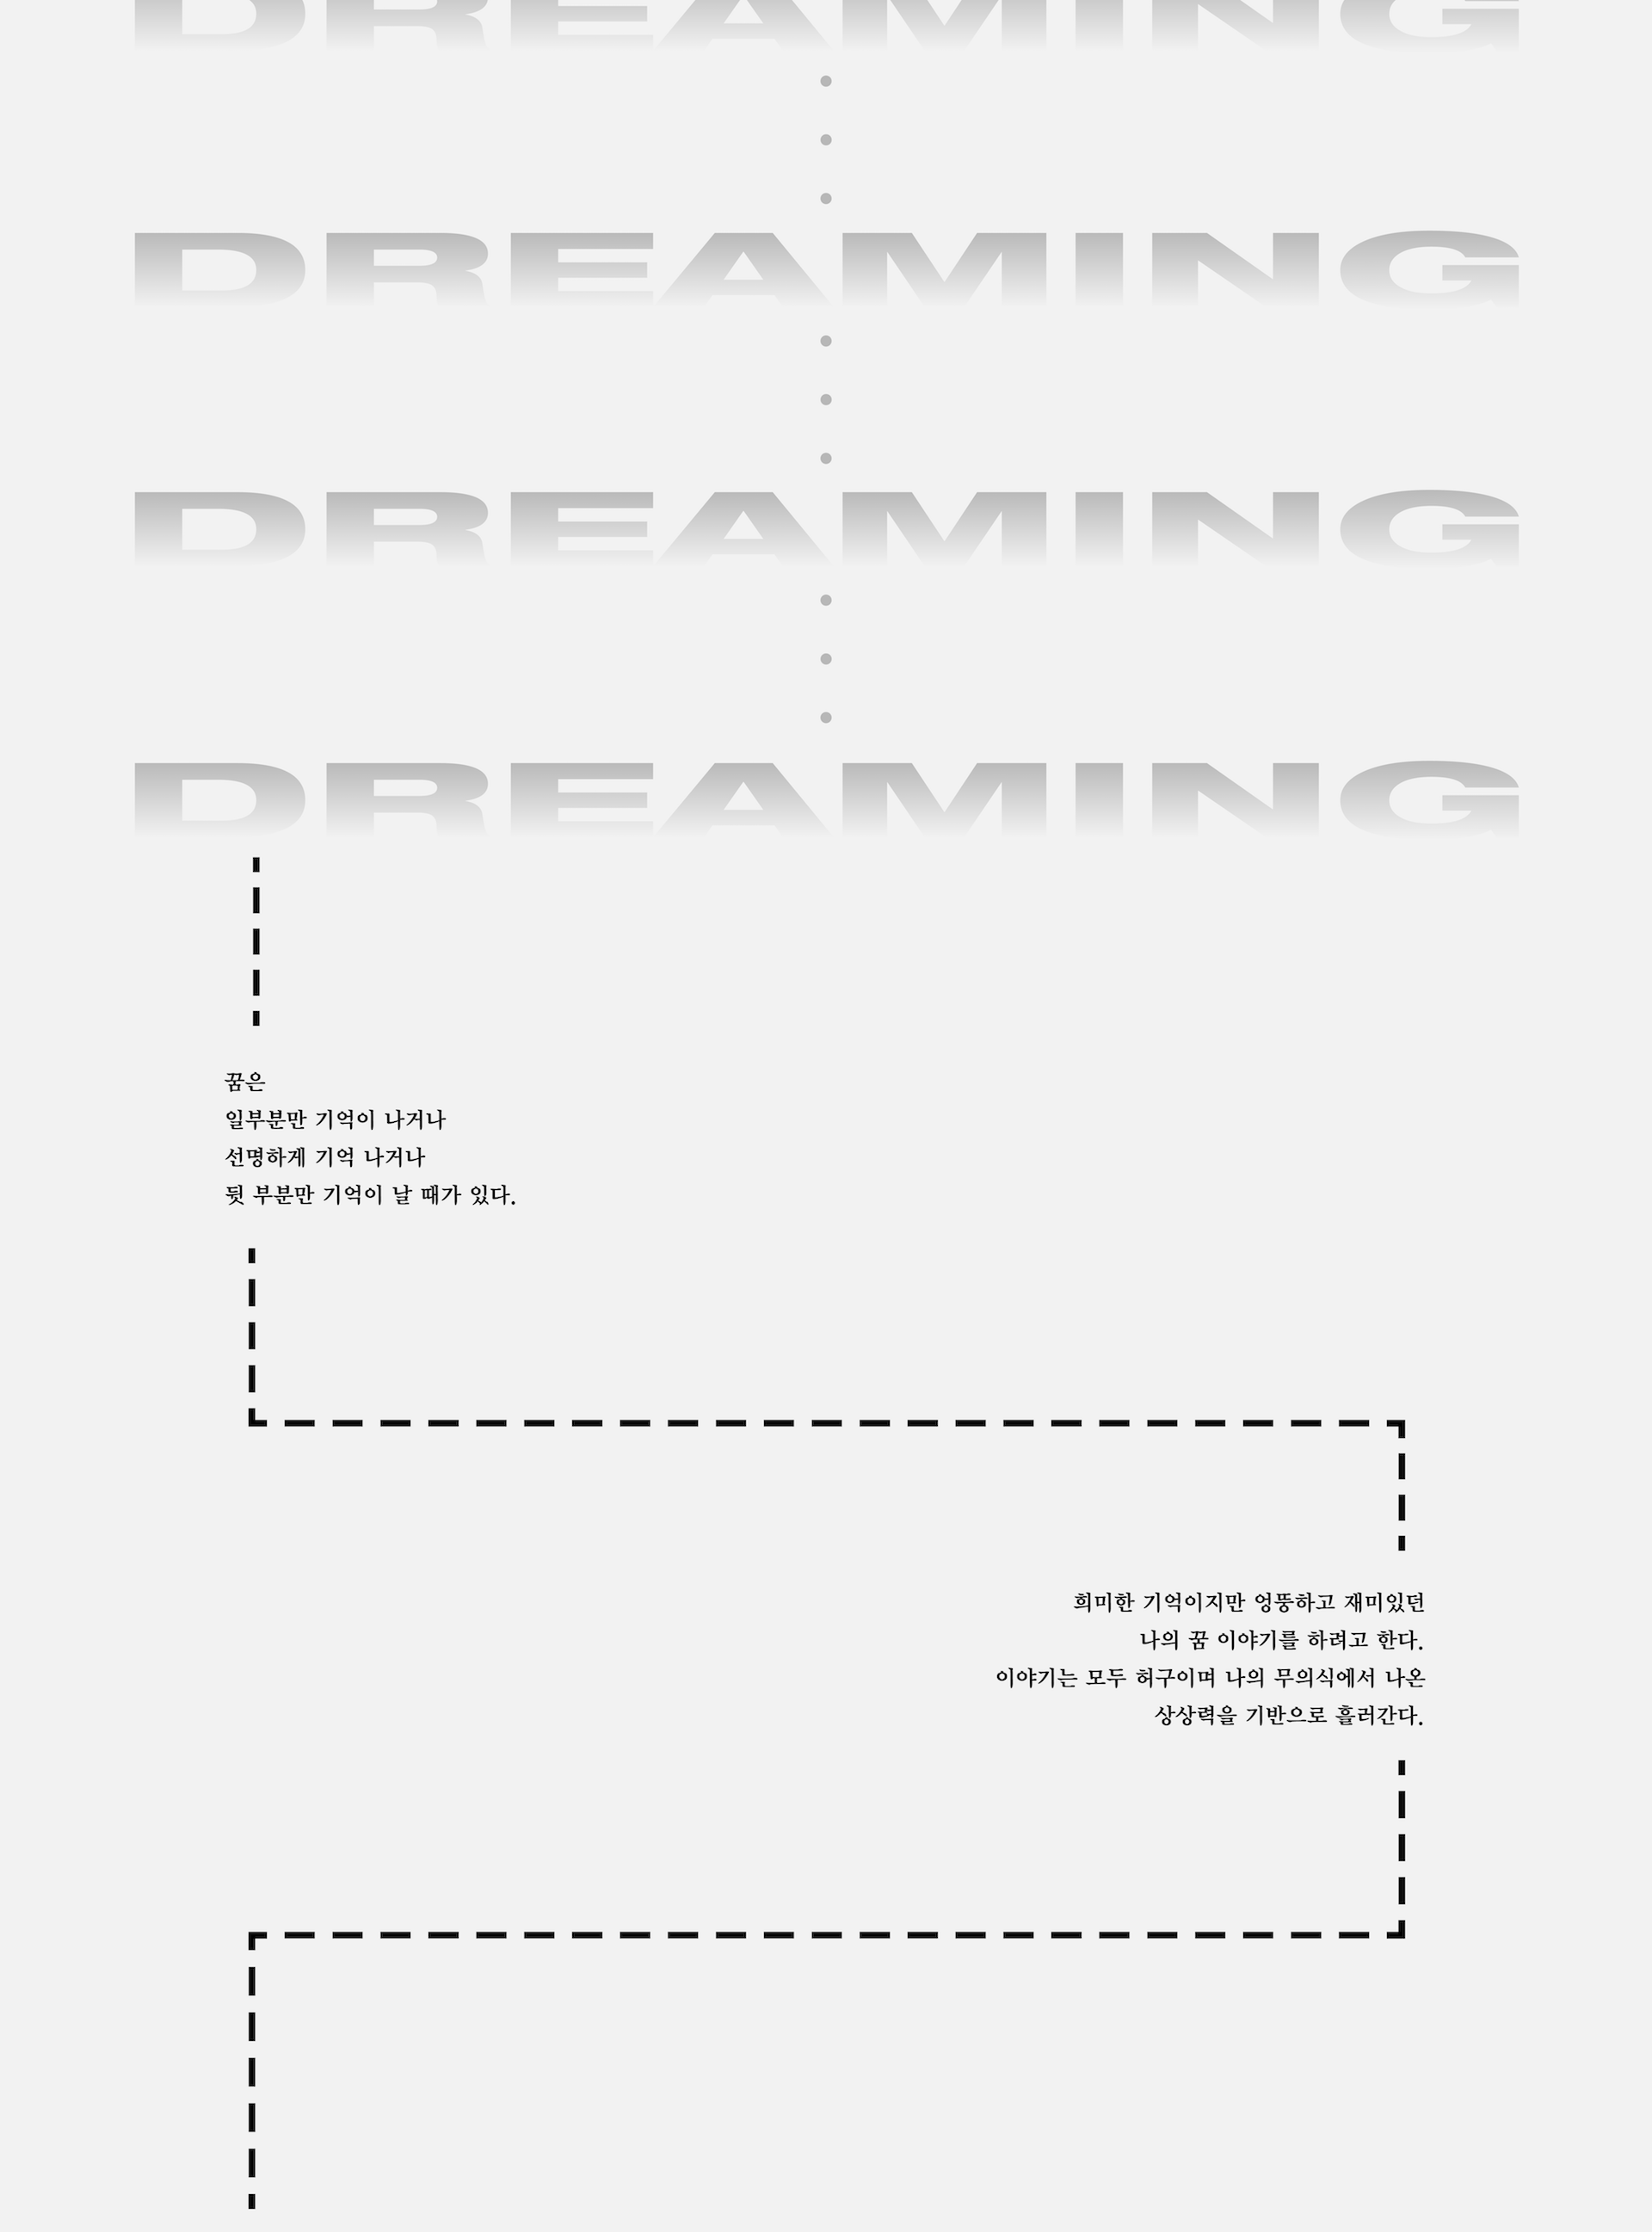 DREAMING
DREAMING
DREAMING
DREAMING
꿈은
일부분만 기억이 나거나
선명하게 기억 나거나
뒷 부분만 기억이 날 때가 있다.
희미한 기억이지만 엉뚱하고 재미있던
나의 꿈 이야기를 하려고 한다.
이야기는 모두 허구이며 나의 무의식에서 나온
상상력을 기반으로 흘러간다.